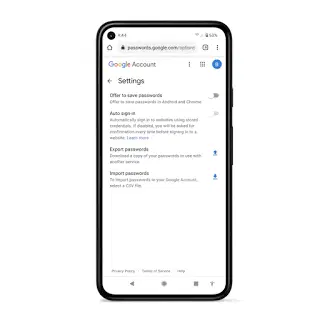 4:44
52%
passwords.google.com/options
Google Account
Settings
Offer to save passwords
Offer to save passwords in Android and Chrome
Auto sign-in
Automatically sign in to websites using stored
credentials. If disabled, you will be asked for
confirmation every time before signing in to a
website. Learn more.
Export passwords
Download a copy of your passwords to use with
another service.
Import passwords
To import passwords to your Google Account,
select a CSV file.
Privacy Policy · Terms of Service · Help